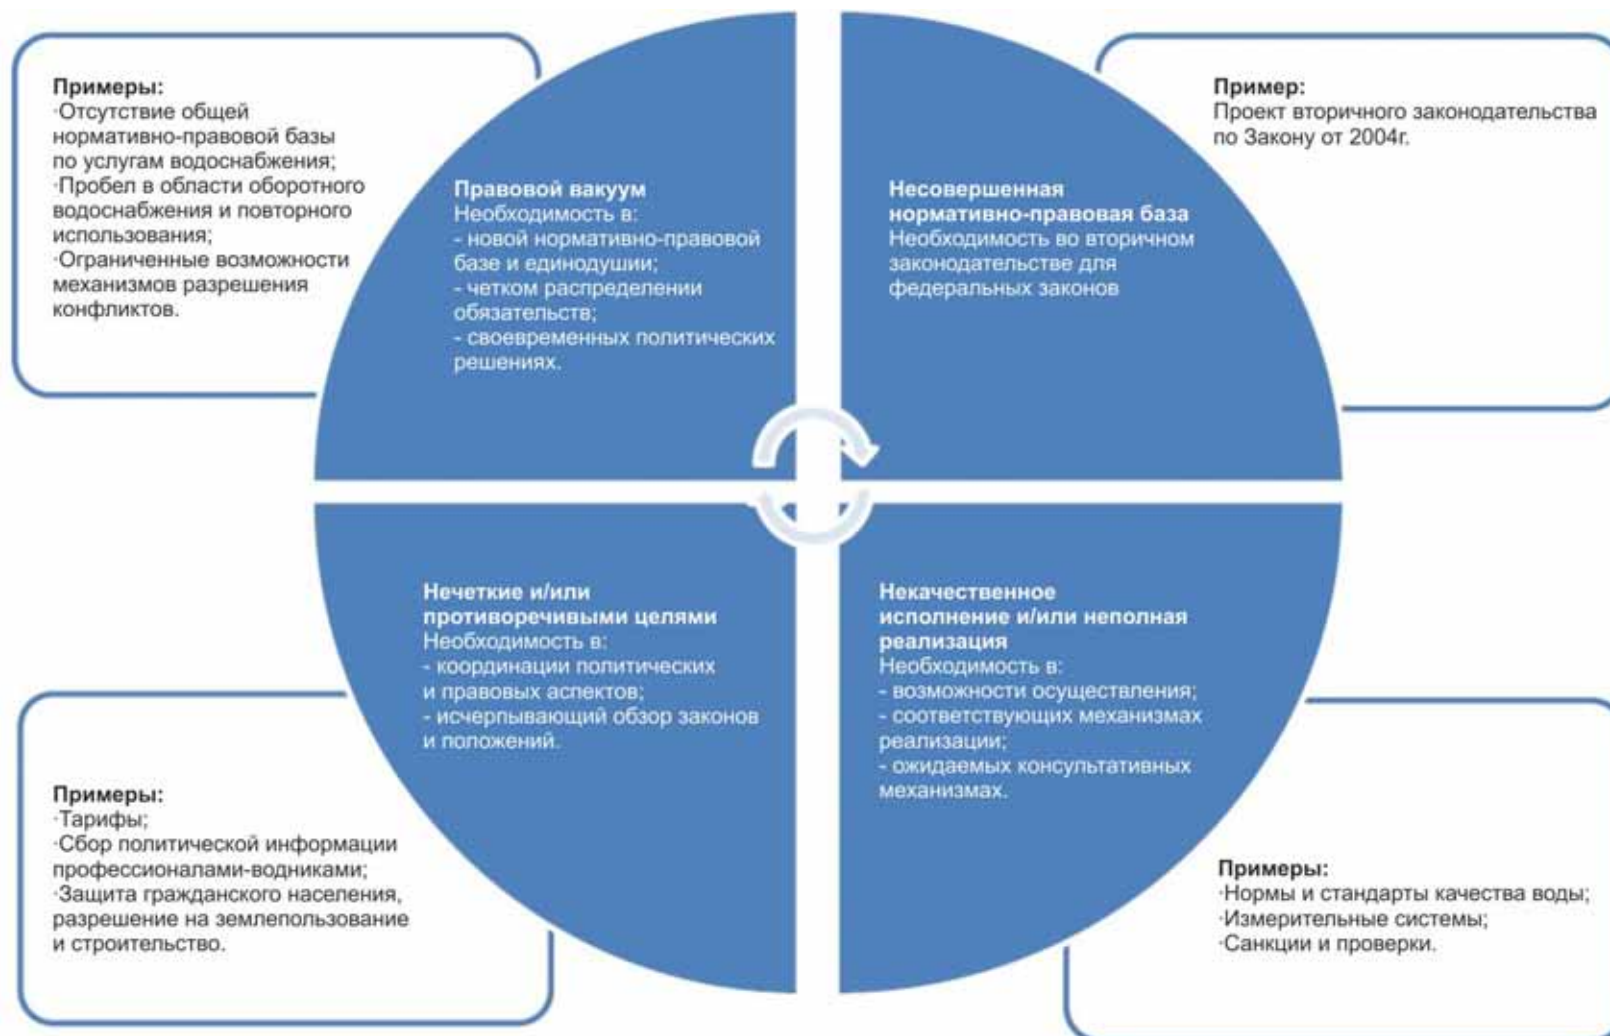 Примеры:
·Отсутствие общей
нормативно-правовой базы
по услугам водоснабжения;
·Пробел в области оборотного
водоснабжения и повторного
использования;
·Ограниченные возможности
механизмов разрешения
конфликтов.
Правовой вакуум
Необходимость в:
- новой нормативно-правовой
базе и единодушии;
- четком распределении
обязательств;
- своевременных политических
решениях.
Несовершенная
нормативно-правовая база
Необходимость во вторичном
законодательстве для
федеральных законов
Пример:
Проект вторичного законодательства
по Закону от 2004г.
Нечеткие и/или
противоречивыми целями
Необходимость в:
- координации политических
и правовых аспектов;
- исчерпывающий обзор законов
и положений.
Некачественное
исполнение и/или неполная
реализация
Необходимость в:
- возможности осуществления;
- соответствующих механизмах
реализации;
- ожидаемых консультативных
механизмах.
Примеры:
·Тарифы;
·Сбор политической информации
профессионалами-водниками;
·Защита гражданского населения,
разрешение на землепользование
и строительство.
Примеры:
·Нормы и стандарты качества воды;
·Измерительные системы;
·Санкции и проверки.